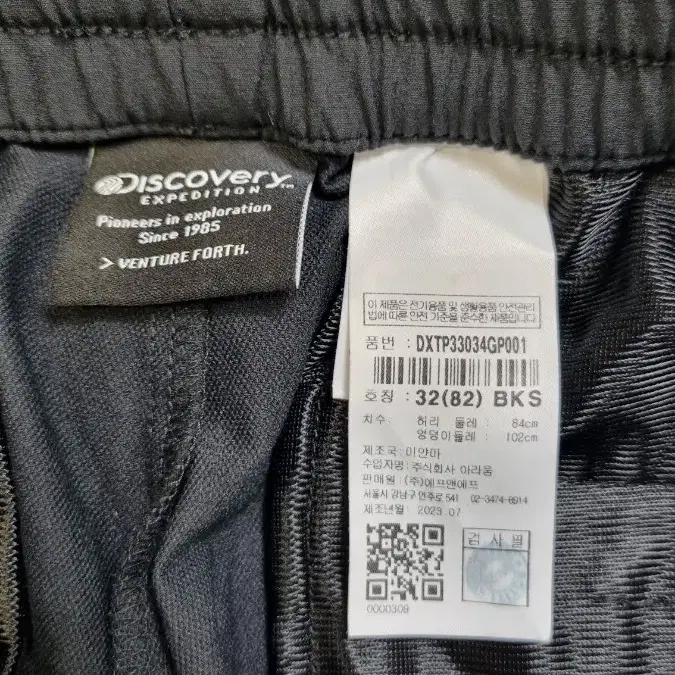 DISCOVERY™
EXPEDITION
Pioneers in exploration
Since 1985
> VENTURE FORTH.
이 제품은 전기용품 및 생활용품 안전관리
법에 따른 안전 기준을 준수한 제품입니다
품번 : DXTP33034GP001
호칭 : 32(82) BKS
치수 : 허리 둘레 : 84cm
엉덩이둘레 : 102cm
제조국 : 미얀마
수입자명 : 주식회사 아라움
판매원 (주)에프앤에프
서울시 강남구 언주로 541 02-3474-8914
제조년월 2023.07
검사필
0000309